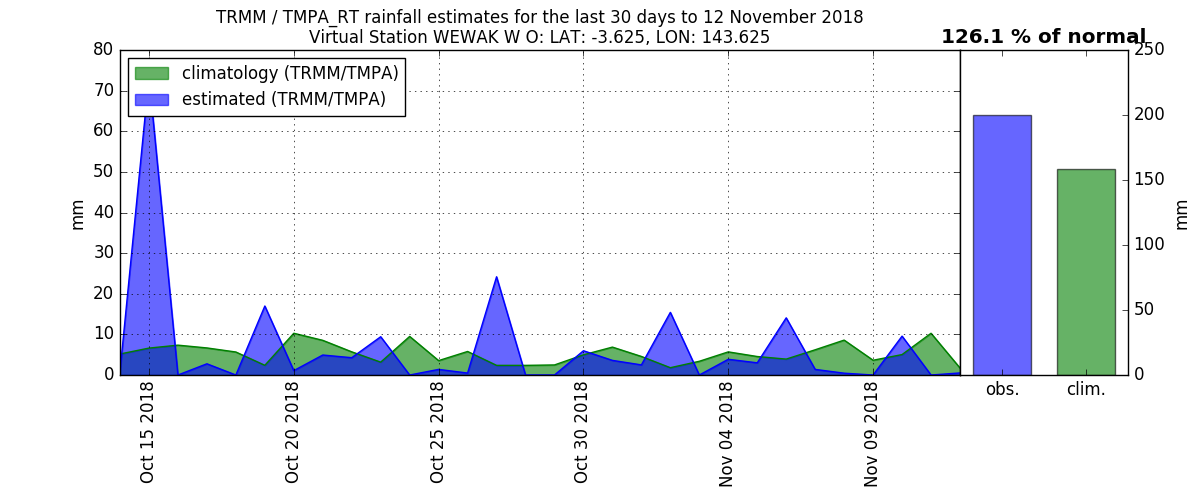 TRMM / TMPA_RT rainfall estimates for the last 30 days to 12 November 2018
Virtual Station WEWAK W O: LAT: -3.625, LON: 143.625
126.1 % of normal
climatology (TRMM/TMPA)
estimated (TRMM/TMPA)
80
70
60
50
40
30
20
10
0
mm
Oct 15 2018
Oct 20 2018
Oct 25 2018
Oct 30 2018
Nov 04 2018
Nov 09 2018
obs.
clim.
250
200
150
100
50
0
mm